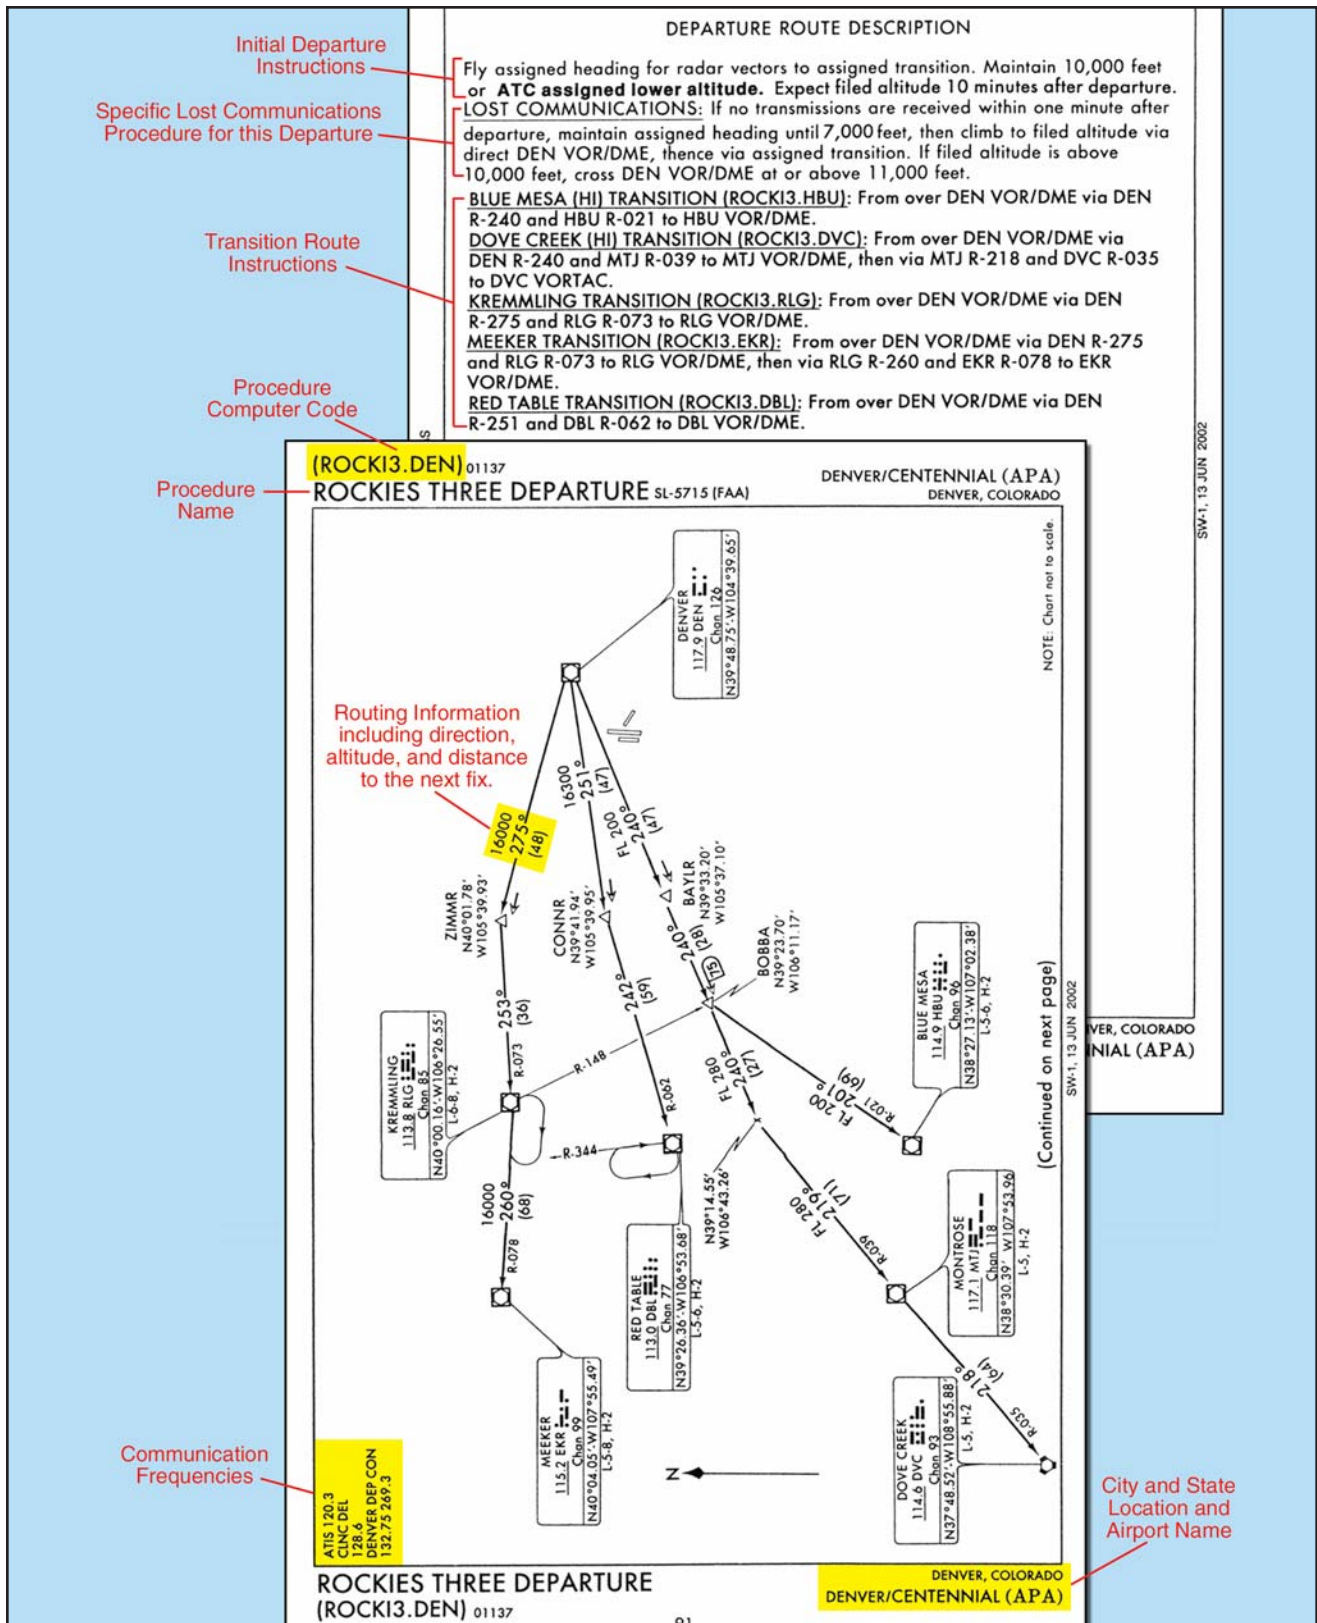 DEPARTURE ROUTE DESCRIPTION
Initial Departure
Instructions
Fly assigned heading for radar vectors to assigned transition. Maintain 10,000 feet
or ATC assigned lower altitude. Expect filed altitude 10 minutes after departure.
Specific Lost Communications
Procedure for this Departure
LOST COMMUNICATIONS: If no transmissions are received within one minute after
departure, maintain assigned heading until 7,000 feet, then climb to filed altitude via
direct DEN VOR/DME, thence via assigned transition. If filed altitude is above
10,000 feet, cross DEN VOR/DME at or above 11,000 feet.
Transition Route
Instructions
BLUE MESA (HI) TRANSITION (ROCKI3.HBU): From over DEN VOR/DME via DEN
R-240 and HBU R-021 to HBU VOR/DME.
DOVE CREEK (HI) TRANSITION (ROCKI3.DVC): From over DEN VOR/DME via
DEN R-240 and MTJ R-039 to MTJ VOR/DME, then via MTJ R-218 and DVC R-035
to DVC VORTAC.
KREMMLING TRANSITION (ROCKI3.RLG): From over DEN VOR/DME via DEN
R-275 and RLG R-073 to RLG VOR/DME.
MEEKER TRANSITION (ROCKI3.EKR): From over DEN VOR/DME via DEN R-275
and RLG R-073 to RLG VOR/DME, then via RLG R-260 and EKR R-078 to EKR
VOR/DME.
RED TABLE TRANSITION (ROCKI3.DBL): From over DEN VOR/DME via DEN
R-251 and DBL R-062 to DBL VOR/DME.
SW-1, 13 JUN 2002
Procedure
Computer Code
(ROCKI3.DEN) 01137
Procedure
Name
ROCKIES THREE DEPARTURE SL-5715 (FAA)
DENVER/CENTENNIAL (APA)
DENVER, COLORADO
NOTE: Chart not to scale.
DENVER
117.9 DEN
Chan 126
N39°48.75'-W104°39.65'
Routing Information
including direction,
altitude, and distance
to the next fix.
16000
275°
(48)
16300
251°
(47)
FL 200
240°
(47)
ZIMMR
N40°01.78'
W105°39.93'
CONNR
N39°41.94'
W105°39.95'
BAYLR
N39°33.20'
W105°37.10'
240°
(28)
75
BOBBA
N39°23.70'
W106°11.17'
253°
(36)
R-073
242°
(59)
R-062
R-148
KREMMLING
113.8 RLG
Chan 85
N40°00.16'-W106°26.55'
L-6-8, H-2
FL 280
240°
(27)
FL 200
201°
(69)
R-021
BLUE MESA
114.9 HBU
Chan 96
N38°27.13'-W107°02.38'
L-5-6, H-2
R-344
16000
260°
(68)
R-078
N39°14.55'
W106°43.26'
FL 280
219°
(71)
R-039
RED TABLE
113.0 DBL
Chan 77
N39°26.36'-W106°53.68'
L-5-6, H-2
MONTROSE
117.1 MTJ
Chan 118
N38°30.39' W107°53.96
L-5, H-2
MEEKER
115.2 EKR
Chan 99
N40°04.05'-W107°55.49'
L-5-8, H-2
218°
(64)
R-035
DOVE CREEK
114.6 DVC
Chan 93
N37°48.52'-W108°55.88'
L-5, H-2
N
(Continued on next page)
SW-1, 13 JUN 2002
VER, COLORADO
NIAL (APA)
Communication
Frequencies
ATIS 120.3
CLNC DEL
128.6
DENVER DEP CON
132.75 269.3
City and State
Location and
Airport Name
ROCKIES THREE DEPARTURE
(ROCKI3.DEN) 01137
DENVER, COLORADO
DENVER/CENTENNIAL (APA)